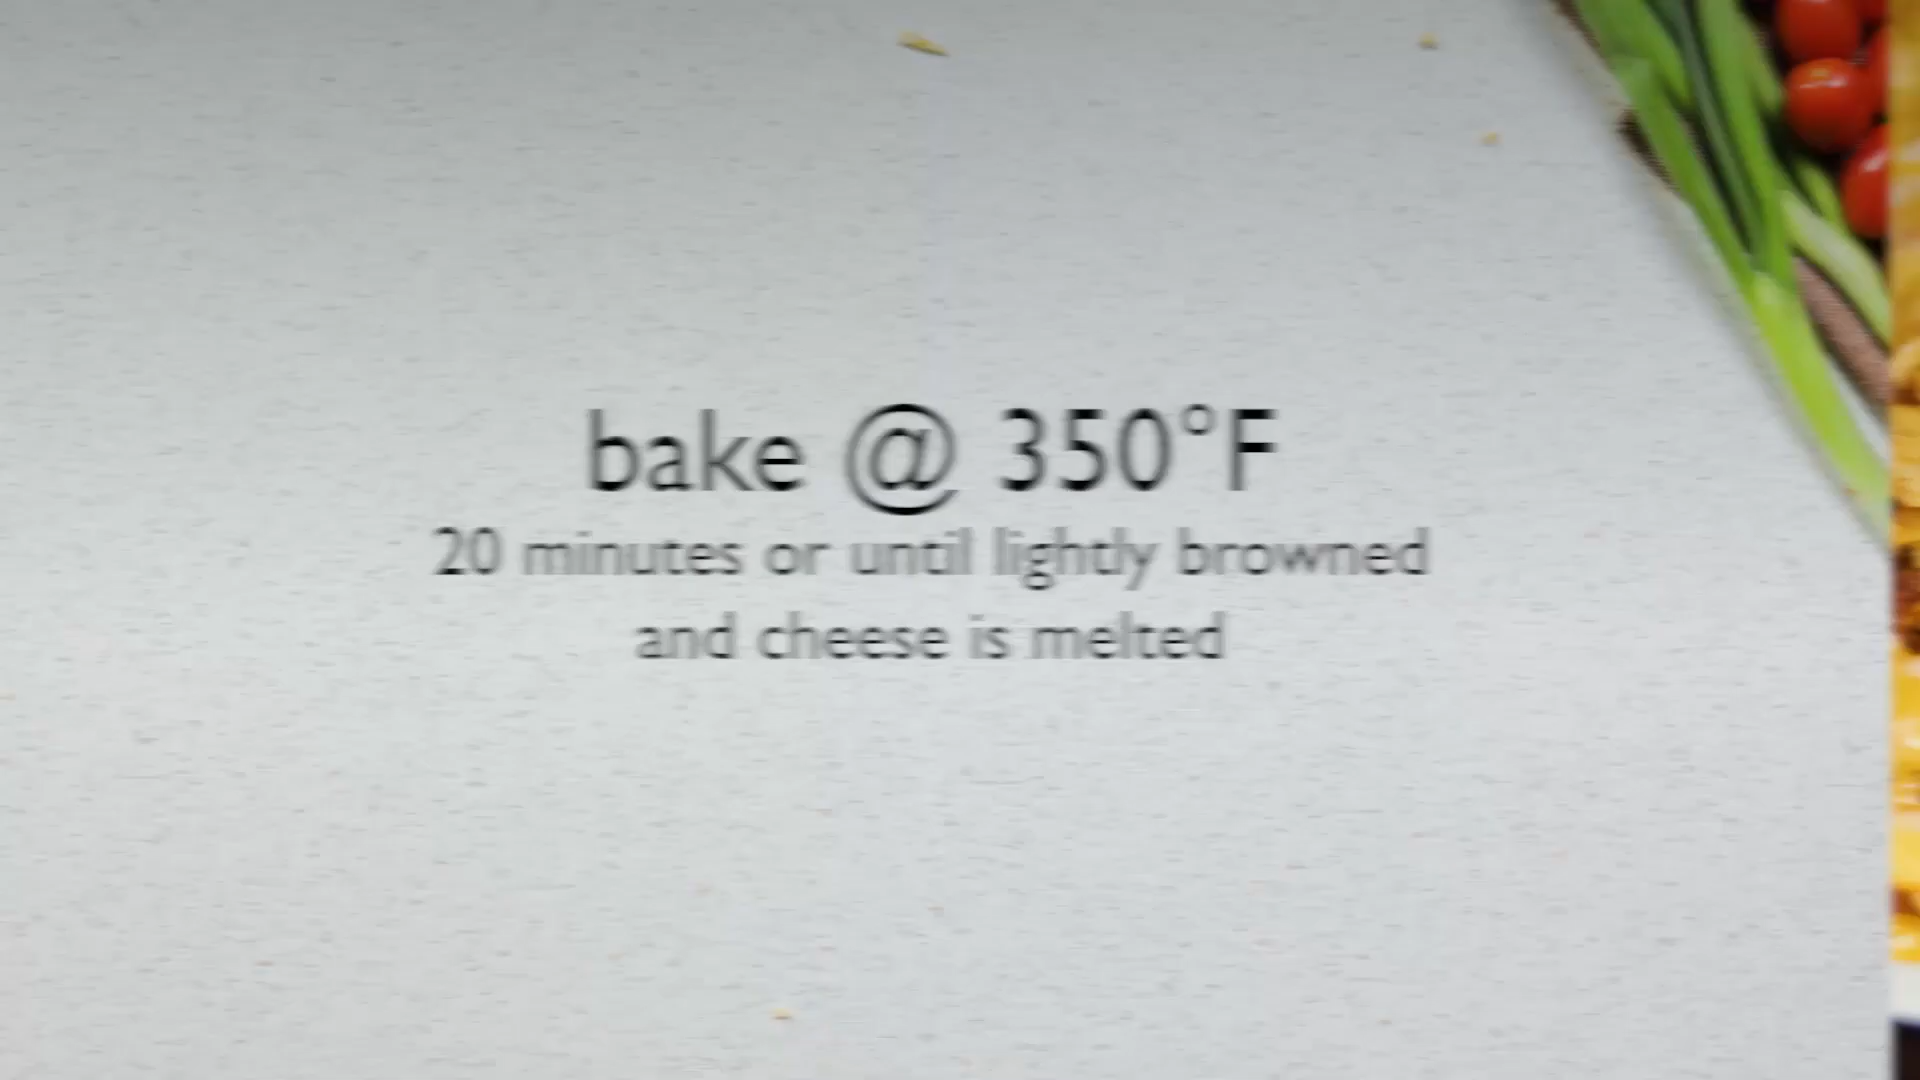 bake @ 350°F
20 minutes or until lightly browned
and cheese is melted